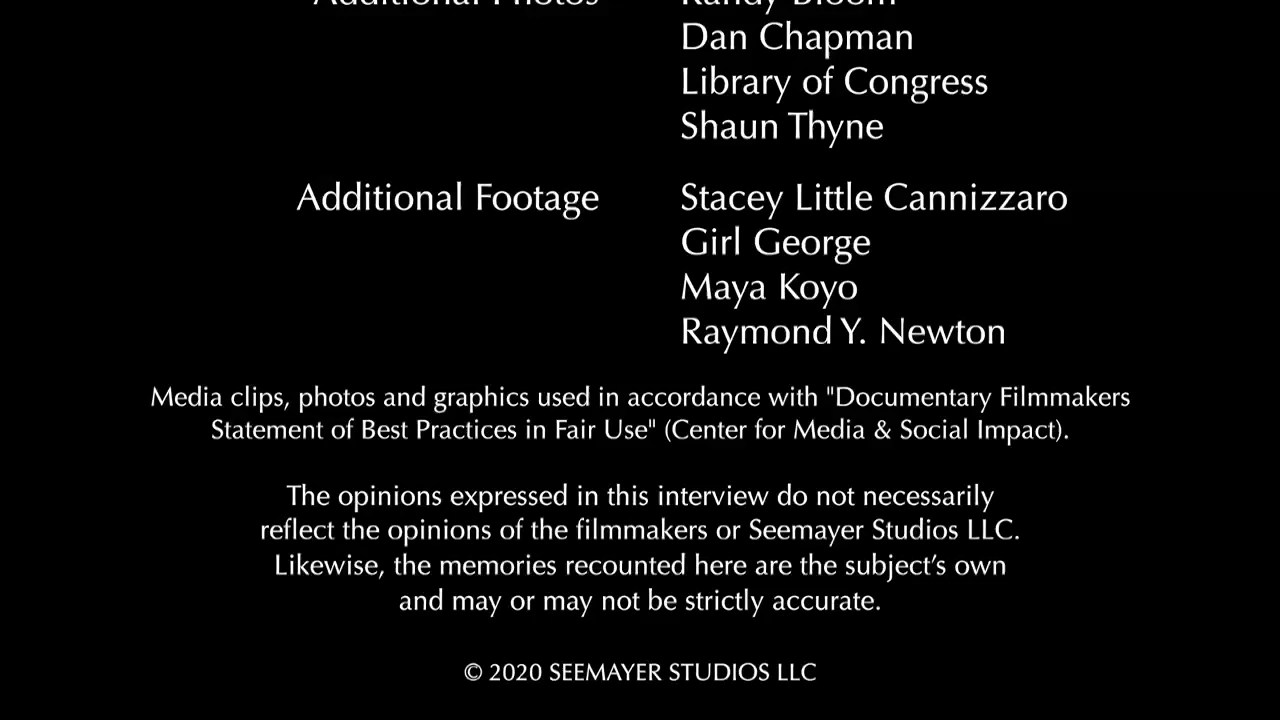 Additional Photos Randy Bloom
Dan Chapman
Library of Congress
Shaun Thyne
Additional Footage Stacey Little Cannizzaro
Girl George
Maya Koyo
Raymond Y. Newton
Media clips, photos and graphics used in accordance with "Documentary Filmmakers
Statement of Best Practices in Fair Use" (Center for Media & Social Impact).
The opinions expressed in this interview do not necessarily
reflect the opinions of the filmmakers or Seemayer Studios LLC.
Likewise, the memories recounted here are the subject’s own
and may or may not be strictly accurate.
© 2020 SEEMAYER STUDIOS LLC